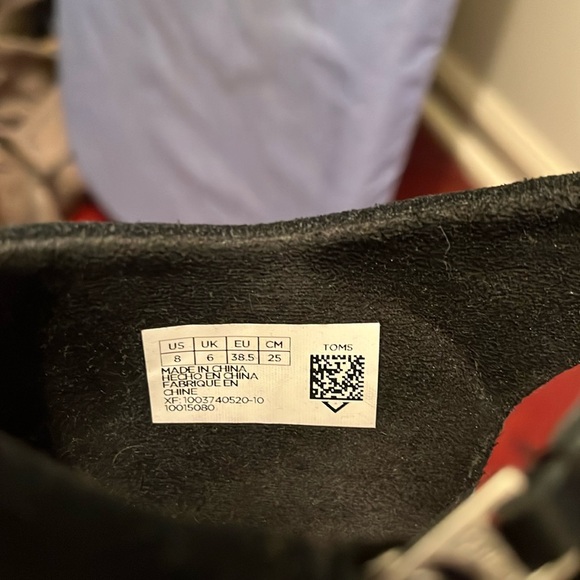 US UK EU CM
8 6 38.5 25
TOMS
MADE IN CHINA
HECHO EN CHINA
FABRIQUE EN
CHINE
XF: 1003740520-10
10015080